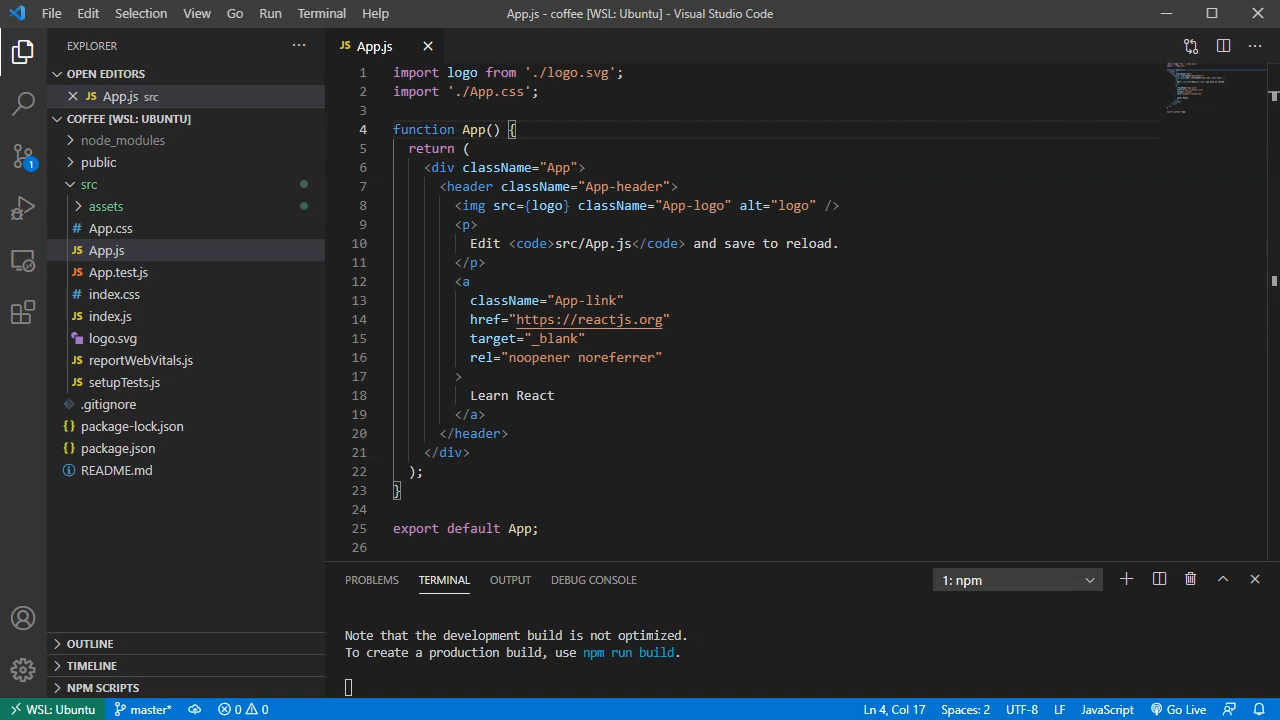 File Edit Selection View Go Run Terminal Help App.js - coffee [WSL: Ubuntu] - Visual Studio Code
EXPLORER
OPEN EDITORS
JS App.js src
COFFEE [WSL: UBUNTU]
node_modules
public
src
assets
# App.css
JS App.js
JS App.test.js
# index.css
JS index.js
logo.svg
JS reportWebVitals.js
JS setupTests.js
.gitignore
{} package-lock.json
{} package.json
README.md
OUTLINE
TIMELINE
NPM SCRIPTS
1
JS App.js
1 import logo from './logo.svg';
2 import './App.css';
3
4 function App() {
5 return (
6 <div className="App">
7 <header className="App-header">
8 <img src={logo} className="App-logo" alt="logo" />
9 <p>
10 Edit <code>src/App.js</code> and save to reload.
11 </p>
12 <a
13 className="App-link"
14 href="https://reactjs.org"
15 target="_blank"
16 rel="noopener noreferrer"
17 >
18 Learn React
19 </a>
20 </header>
21 </div>
22 );
23 }
24
25 export default App;
26
PROBLEMS TERMINAL OUTPUT DEBUG CONSOLE 1: npm
Note that the development build is not optimized.
To create a production build, use npm run build.
WSL: Ubuntu master* 0 0 Ln 4, Col 17 Spaces: 2 UTF-8 LF JavaScript Go Live